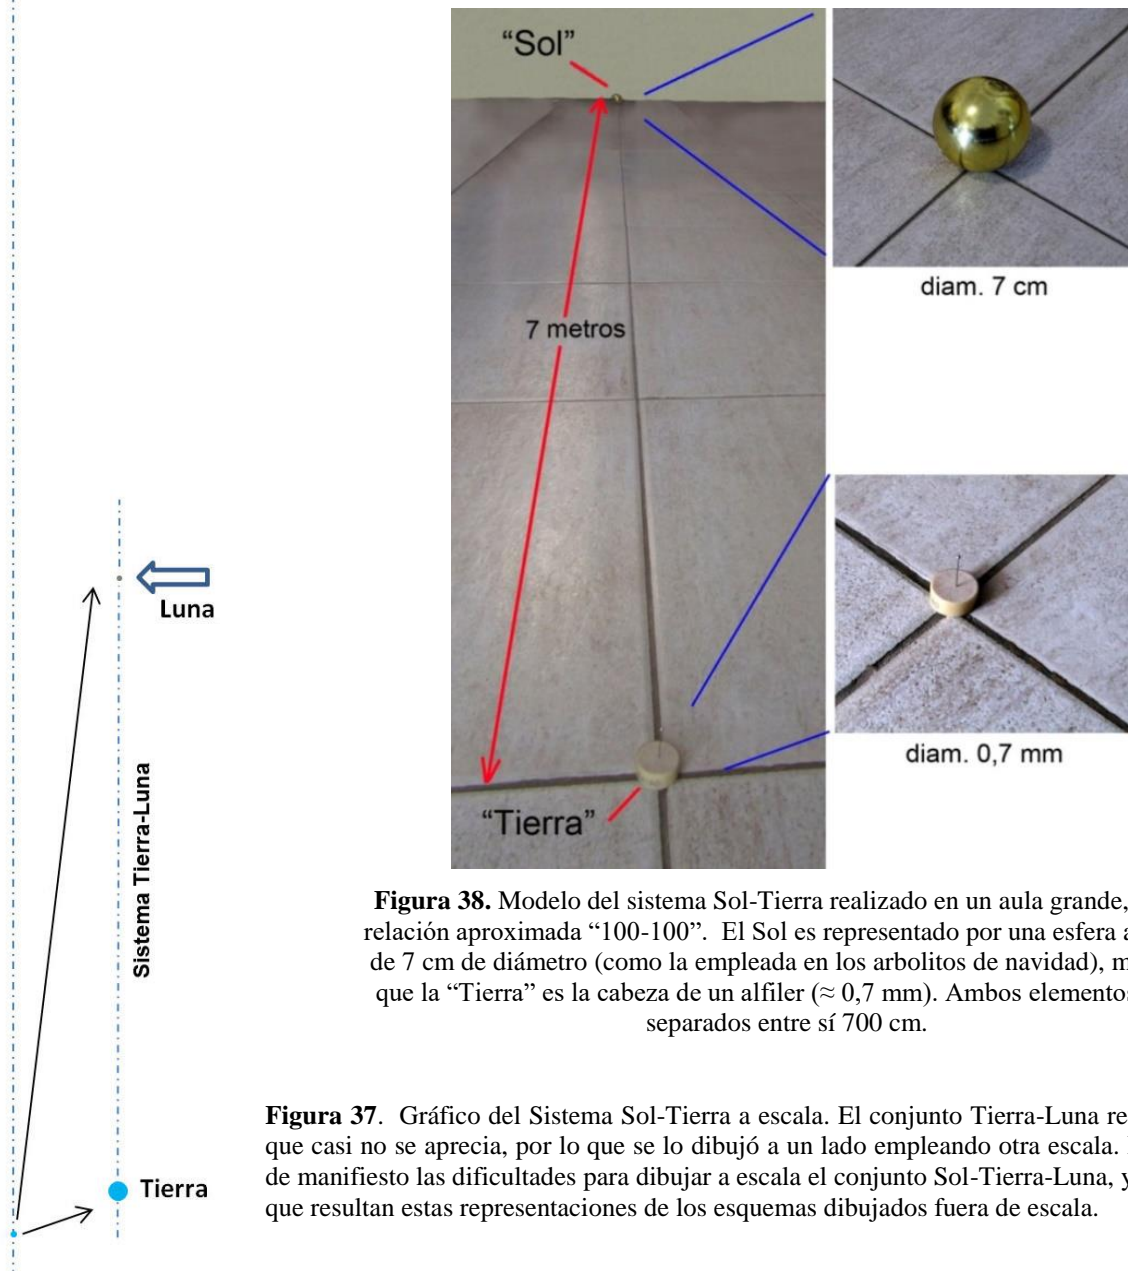 “Sol”
7 metros
“Tierra”
diam. 7 cm
diam. 0,7 mm
Luna
Sistema Tierra-Luna
Tierra
Figura 38. Modelo del sistema Sol-Tierra realizado en un aula grande,
relación aproximada “100-100”. El Sol es representado por una esfera a
de 7 cm de diámetro (como la empleada en los arbolitos de navidad), m
que la “Tierra” es la cabeza de un alfiler (≈ 0,7 mm). Ambos elementos
separados entre sí 700 cm.
Figura 37. Gráfico del Sistema Sol-Tierra a escala. El conjunto Tierra-Luna re
que casi no se aprecia, por lo que se lo dibujó a un lado empleando otra escala.
de manifiesto las dificultades para dibujar a escala el conjunto Sol-Tierra-Luna, y
que resultan estas representaciones de los esquemas dibujados fuera de escala.